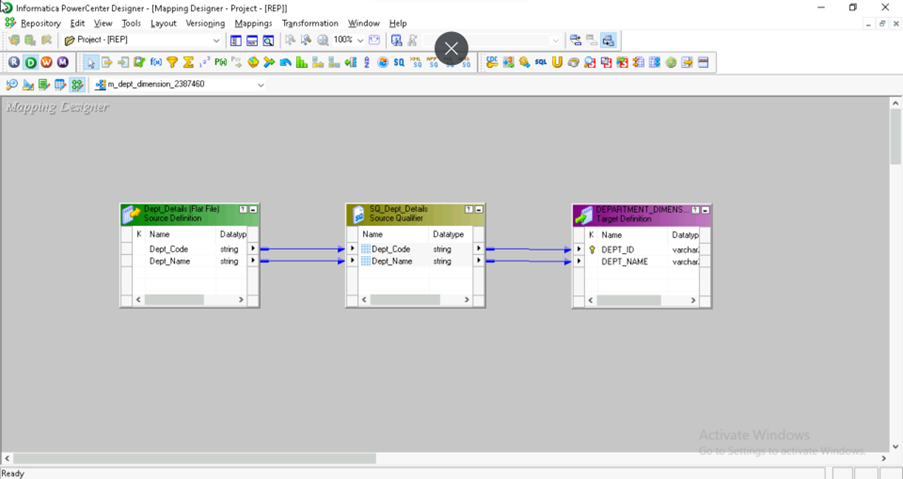 Informatica PowerCenter Designer - [Mapping Designer - Project - [REP]]
Repository Edit View Tools Layout Versioning Mappings Transformation Window Help
Project - [REP]
100%
R D W M
f(x)
SQ
SQL
m_dept_dimension_2387460
Mapping Designer
Dept_Details (Flat File)
Source Definition
K Name Datatyp
Dept_Code string
Dept_Name string
SQ_Dept_Details
Source Qualifier
Name Datatype
Dept_Code string
Dept_Name string
DEPARTMENT_DIMENS...
Target Definition
K Name Datatyp
DEPT_ID varchar
DEPT_NAME varchar
Activate Windows
Go to Settings to activate Windows.
Ready